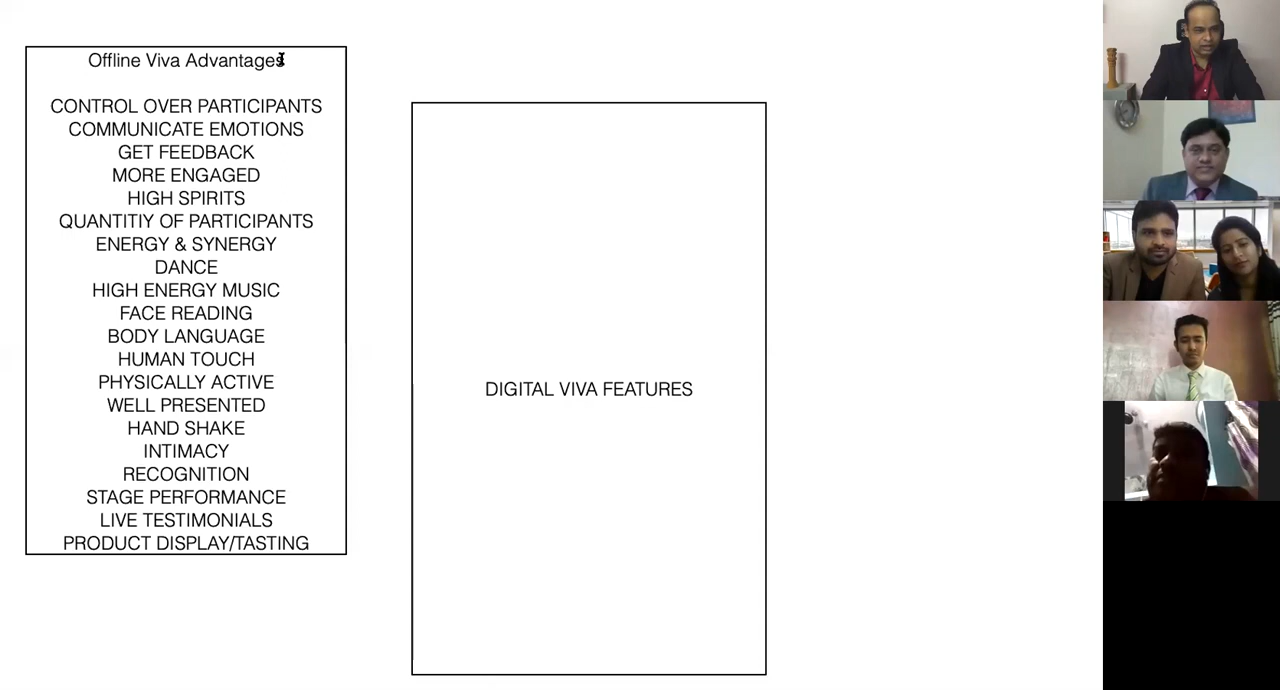 Offline Viva Advantages
CONTROL OVER PARTICIPANTS
COMMUNICATE EMOTIONS
GET FEEDBACK
MORE ENGAGED
HIGH SPIRITS
QUANTITIY OF PARTICIPANTS
ENERGY & SYNERGY
DANCE
HIGH ENERGY MUSIC
FACE READING
BODY LANGUAGE
HUMAN TOUCH
PHYSICALLY ACTIVE
WELL PRESENTED
HAND SHAKE
INTIMACY
RECOGNITION
STAGE PERFORMANCE
LIVE TESTIMONIALS
PRODUCT DISPLAY/TASTING
DIGITAL VIVA FEATURES